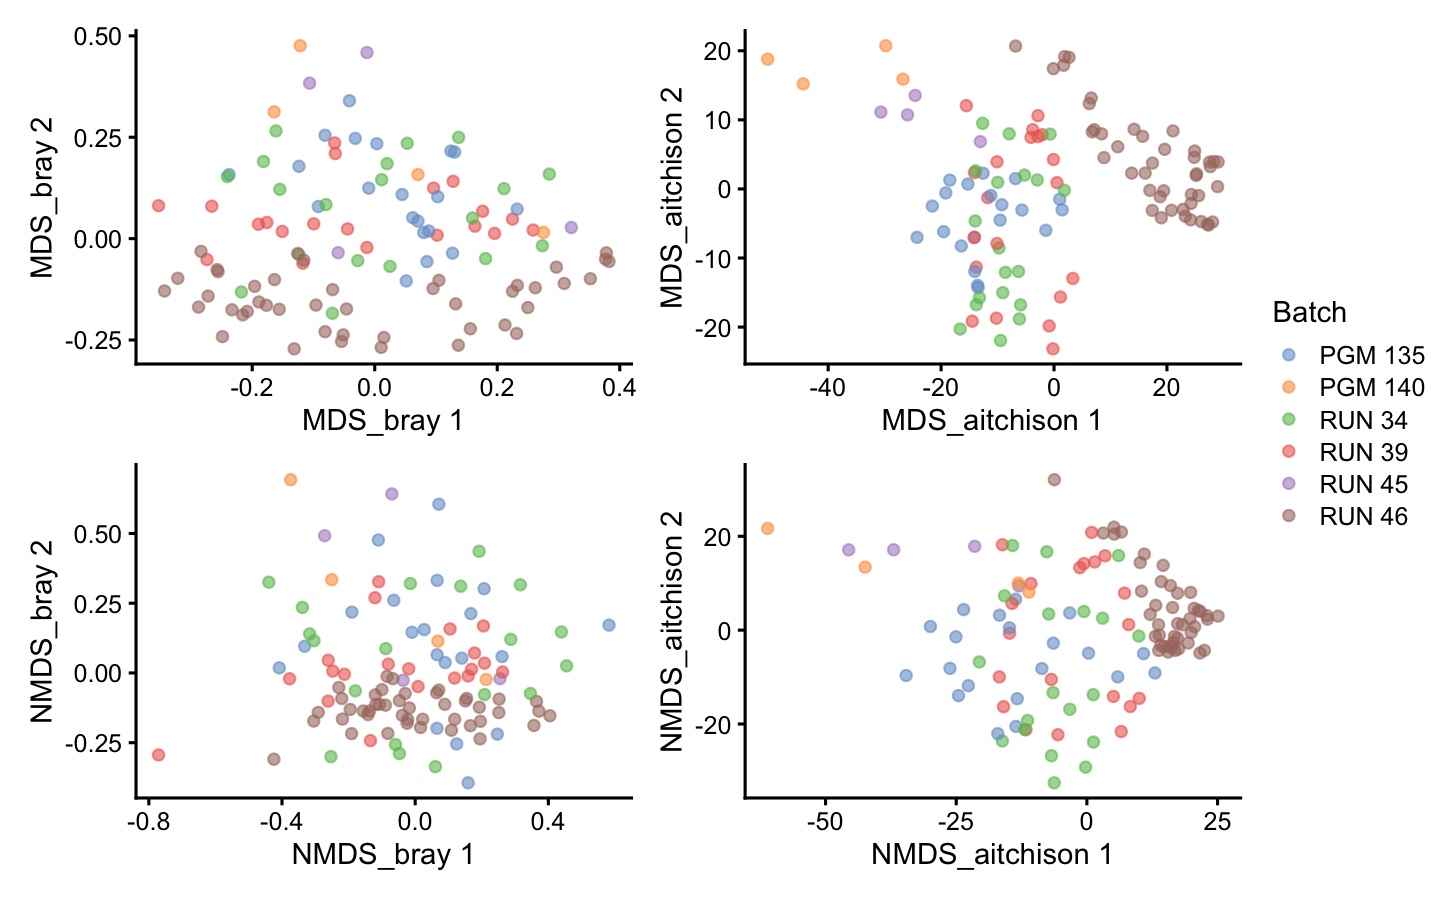 0.50
0.25
0.00
-0.25
MDS_bray 2
-0.2
0.0
0.2
0.4
MDS_bray 1
20
10
0
-10
-20
MDS_aitchison 2
-40
-20
0
20
MDS_aitchison 1
0.50
0.25
0.00
-0.25
NMDS_bray 2
-0.8
-0.4
0.0
0.4
NMDS_bray 1
20
0
-20
NMDS_aitchison 2
-50
-25
0
25
NMDS_aitchison 1
Batch
PGM 135
PGM 140
RUN 34
RUN 39
RUN 45
RUN 46